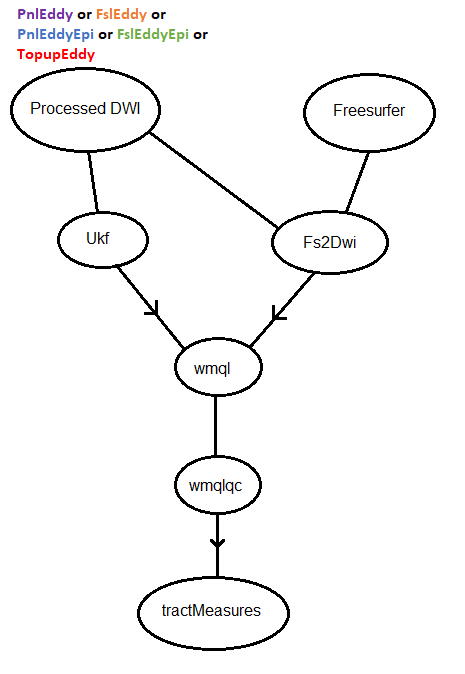 PnlEddy or FslEddy or
PnlEddyEpi or FslEddyEpi or
TopupEddy
Processed DWI
Freesurfer
Ukf
Fs2Dwi
wmql
wmqlqc
tractMeasures